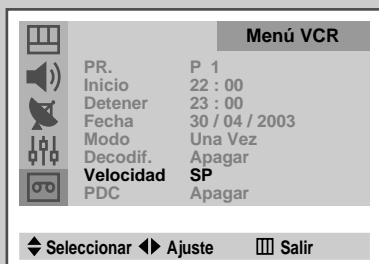 Menú VCR
PR. P 1
Inicio 22 : 00
Detener 23 : 00
Fecha 30 / 04 / 2003
Modo Una Vez
Decodif. Apagar
Velocidad SP
PDC Apagar
Seleccionar Ajuste Salir